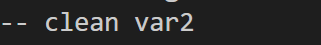 -- clean var2